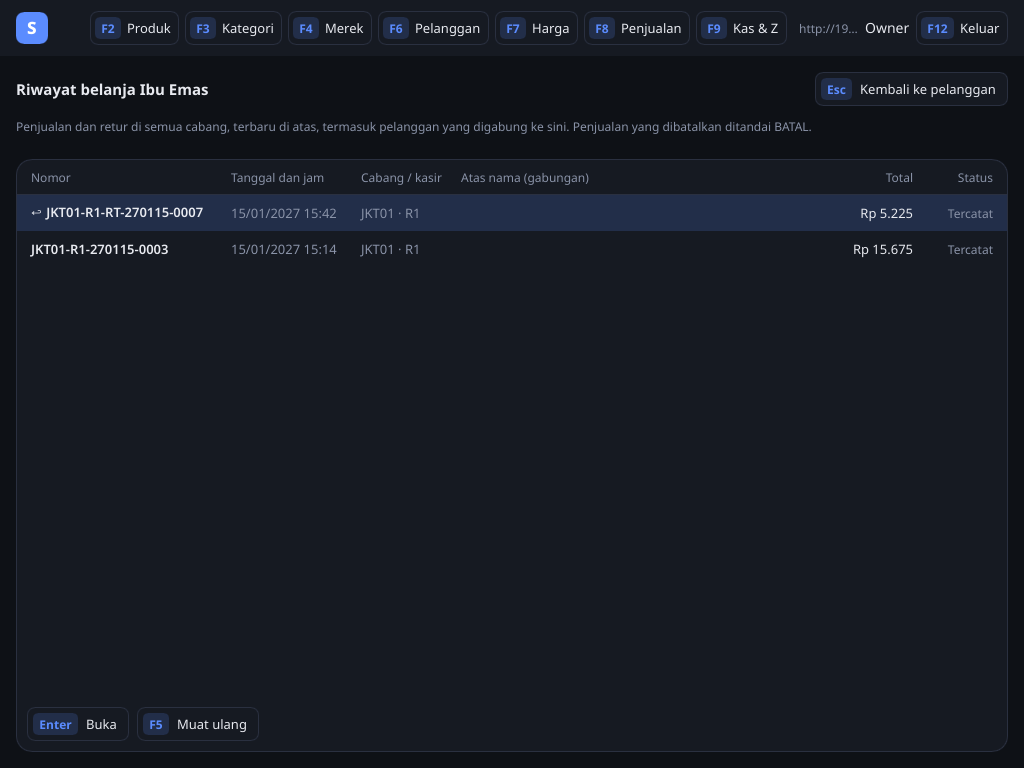 S F2 Produk F3 Kategori F4 Merek F6 Pelanggan F7 Harga F8 Penjualan F9 Kas & Z http://19... Owner F12 Keluar
Riwayat belanja Ibu Emas Esc Kembali ke pelanggan
Penjualan dan retur di semua cabang, terbaru di atas, termasuk pelanggan yang digabung ke sini. Penjualan yang dibatalkan ditandai BATAL.
Nomor Tanggal dan jam Cabang / kasir Atas nama (gabungan) Total Status
↩ JKT01-R1-RT-270115-0007 15/01/2027 15:42 JKT01 · R1 Rp 5.225 Tercatat
JKT01-R1-270115-0003 15/01/2027 15:14 JKT01 · R1 Rp 15.675 Tercatat
Enter Buka F5 Muat ulang